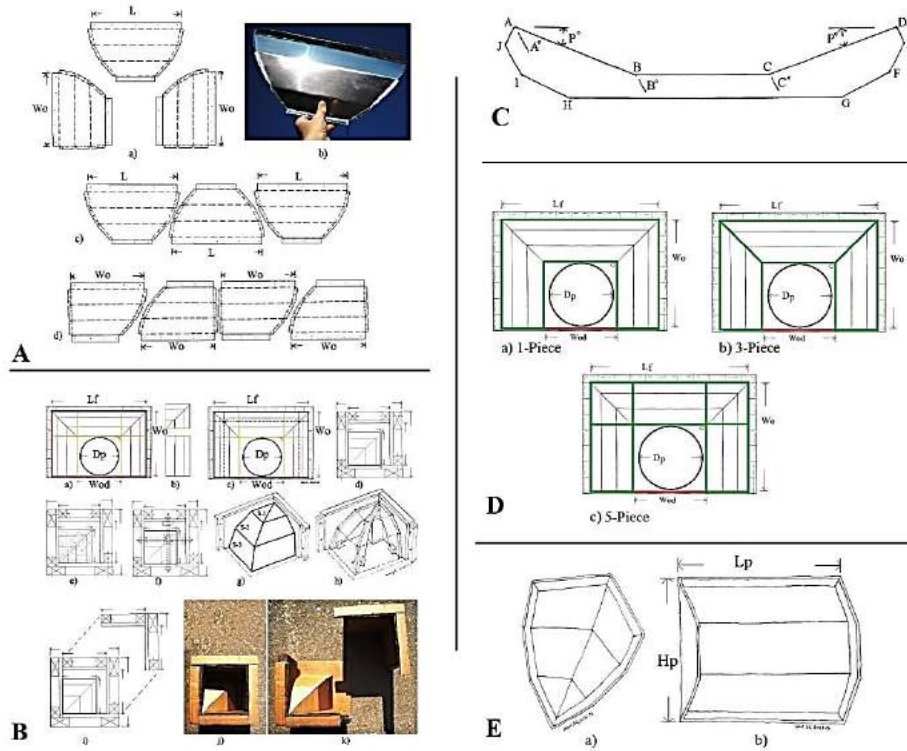 L
Wo
Wo
a)
b)
L
L
c)
L
Wo
Wo
d)
Wo
Wo
A
Lf
Wo
Dp
a)
Wod
b)
Lf
Wo
Dp
c)
Wod
d)
e)
f)
g)
h)
i)
j)
k)
B
A
D
J
P°
P°
A°
B
C
I
B°
C°
F
H
G
C
Lf
Wo
Dp
Wod
a) 1-Piece
Lf
Wo
Dp
Wod
b) 3-Piece
Lf
Wo
Dp
Wod
c) 5-Piece
D
Lp
Hp
a)
b)
E